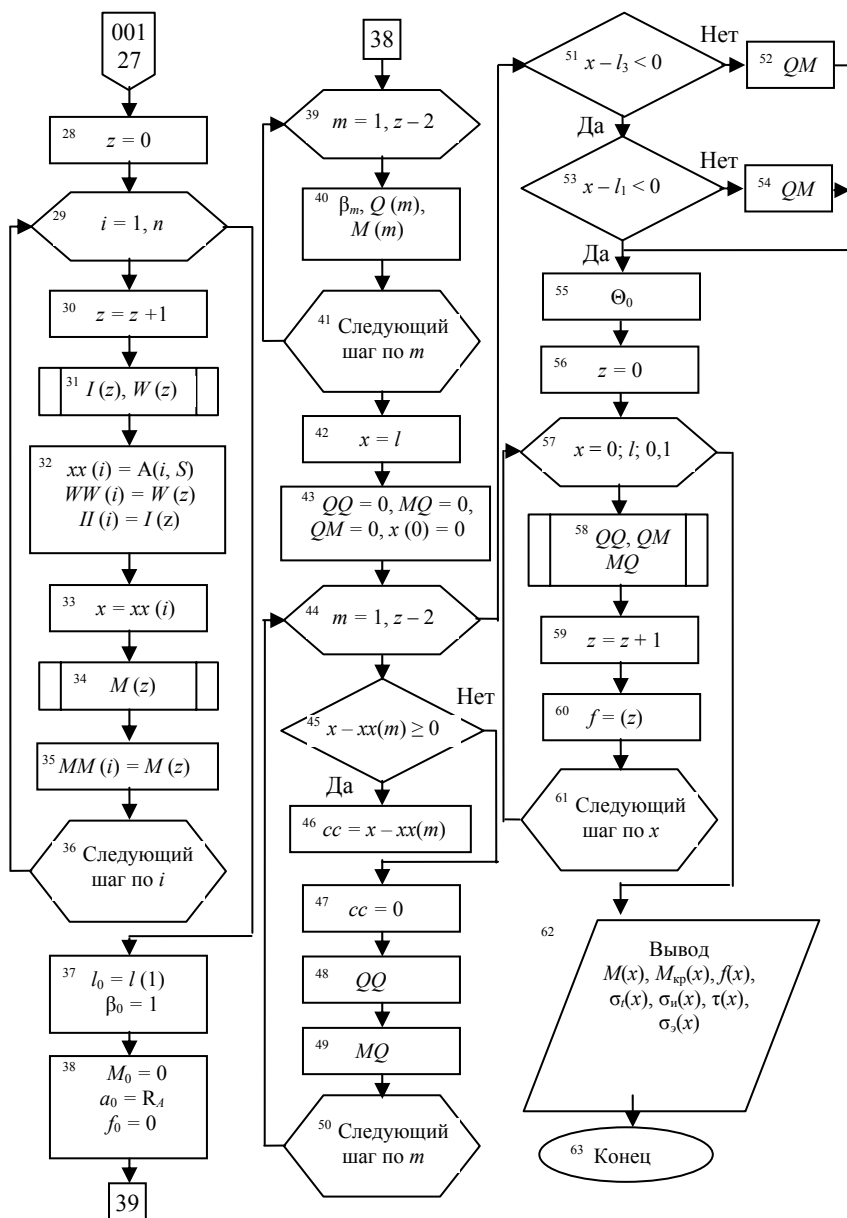 001
27
28
z = 0
29
i = 1, n
30
z = z +1
31
I (z), W (z)
32
xx (i) = A(i, S)
WW (i) = W (z)
II (i) = I (z)
33
x = xx (i)
34
M (z)
35 MM (i) = M (z)
36 Следующий
шаг по i
37
l₀ = l (1)
β₀ = 1
38
M₀ = 0
a₀ = R_A
f₀ = 0
39
38
39
m = 1, z – 2
40
βₘ, Q (m),
M (m)
41 Следующий
шаг по m
42
x = l
43 QQ = 0, MQ = 0,
QM = 0, x (0) = 0
44
m = 1, z – 2
Нет
45 x – xx(m) ≥ 0
Да
46 cc = x – xx(m)
47
cc = 0
48
QQ
49
MQ
50 Следующий
шаг по m
51 x – l₃ < 0
Нет
52 QM
Да
53 x – l₁ < 0
Нет
54 QM
Да
55
Θ₀
56
z = 0
57
x = 0; l; 0,1
58 QQ, QM
MQ
59
z = z + 1
60
f = (z)
61 Следующий
шаг по x
62
Вывод
M(x), Mкр(x), f(x),
σₜ(x), σи(x), τ(x),
σэ(x)
63 Конец